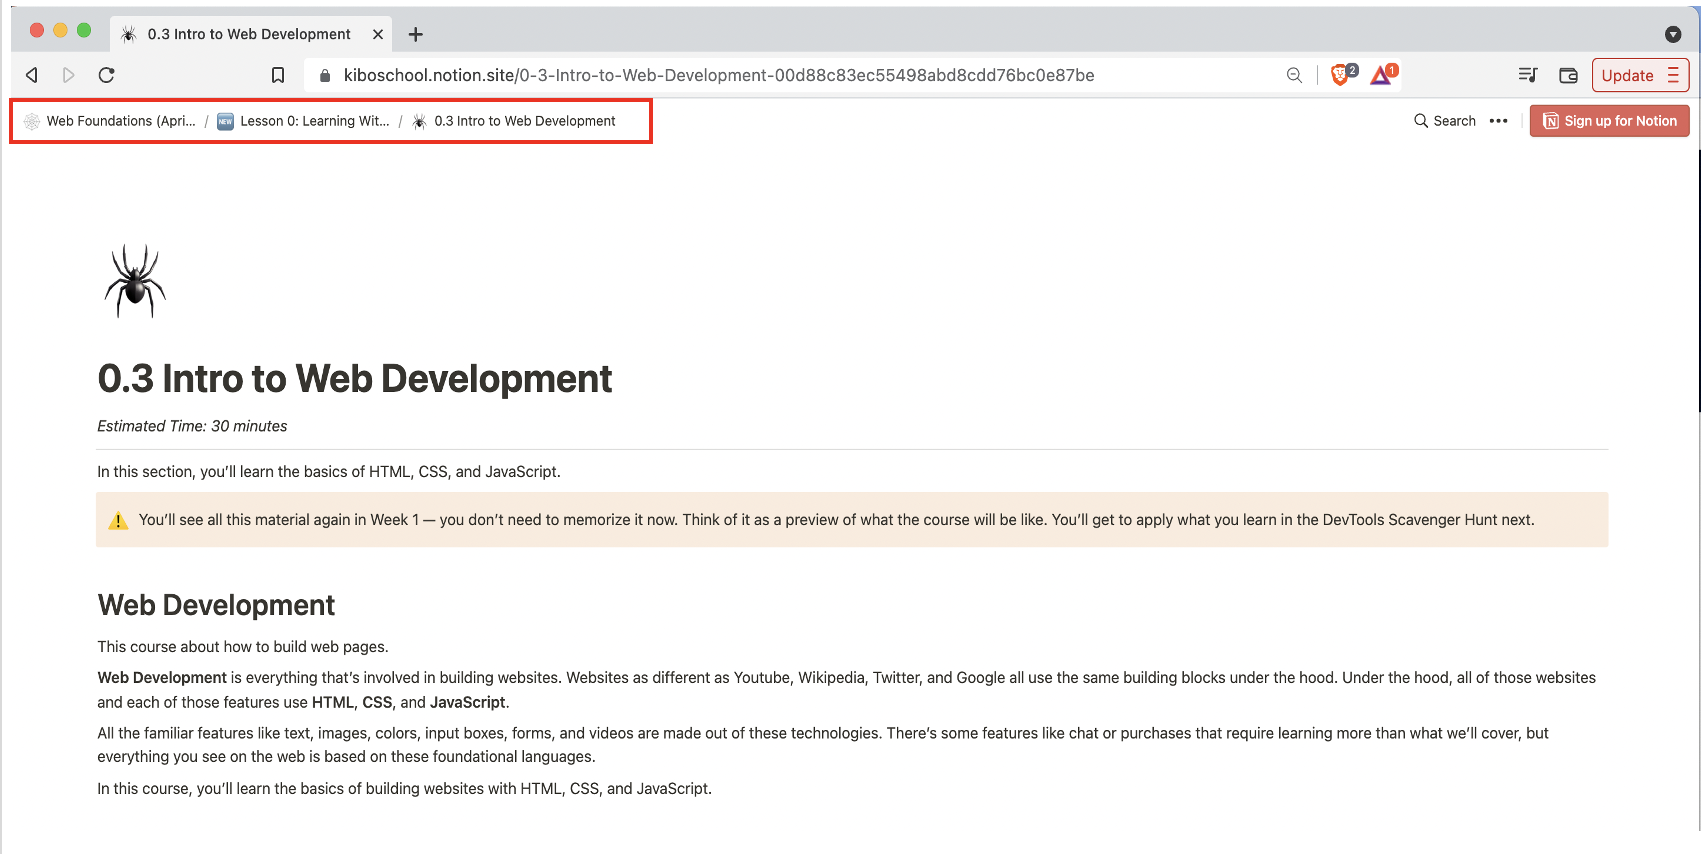 0.3 Intro to Web Development
kiboschool.notion.site/0-3-Intro-to-Web-Development-00d88c83ec55498abd8cdd76bc0e87be
2
1
Update
Web Foundations (Apri... / NEW Lesson 0: Learning Wit... / 0.3 Intro to Web Development
Search
Sign up for Notion
0.3 Intro to Web Development
Estimated Time: 30 minutes
In this section, you'll learn the basics of HTML, CSS, and JavaScript.
You'll see all this material again in Week 1 — you don't need to memorize it now. Think of it as a preview of what the course will be like. You'll get to apply what you learn in the DevTools Scavenger Hunt next.
Web Development
This course about how to build web pages.
Web Development is everything that's involved in building websites. Websites as different as Youtube, Wikipedia, Twitter, and Google all use the same building blocks under the hood. Under the hood, all of those websites
and each of those features use HTML, CSS, and JavaScript.
All the familiar features like text, images, colors, input boxes, forms, and videos are made out of these technologies. There's some features like chat or purchases that require learning more than what we'll cover, but
everything you see on the web is based on these foundational languages.
In this course, you'll learn the basics of building websites with HTML, CSS, and JavaScript.